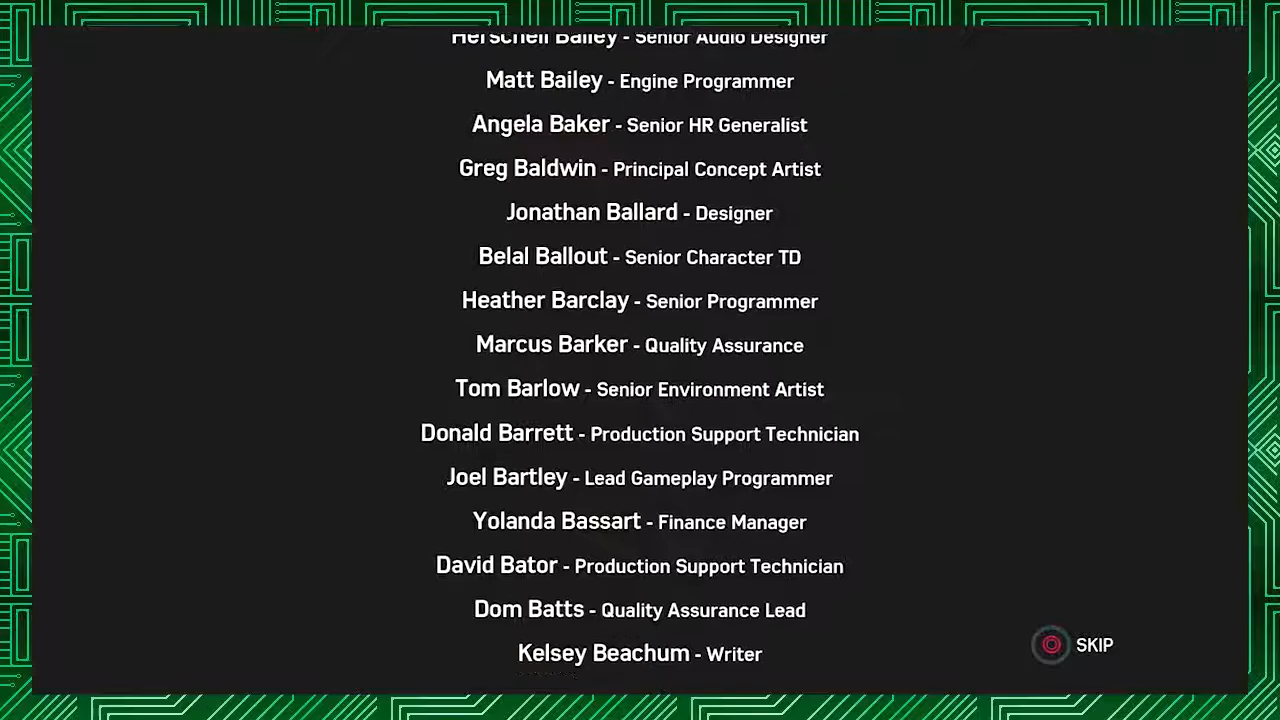 Herschell Bailey - Senior Audio Designer
Matt Bailey - Engine Programmer
Angela Baker - Senior HR Generalist
Greg Baldwin - Principal Concept Artist
Jonathan Ballard - Designer
Belal Ballout - Senior Character TD
Heather Barclay - Senior Programmer
Marcus Barker - Quality Assurance
Tom Barlow - Senior Environment Artist
Donald Barrett - Production Support Technician
Joel Bartley - Lead Gameplay Programmer
Yolanda Bassart - Finance Manager
David Bator - Production Support Technician
Dom Batts - Quality Assurance Lead
SKIP
Kelsey Beachum - Writer